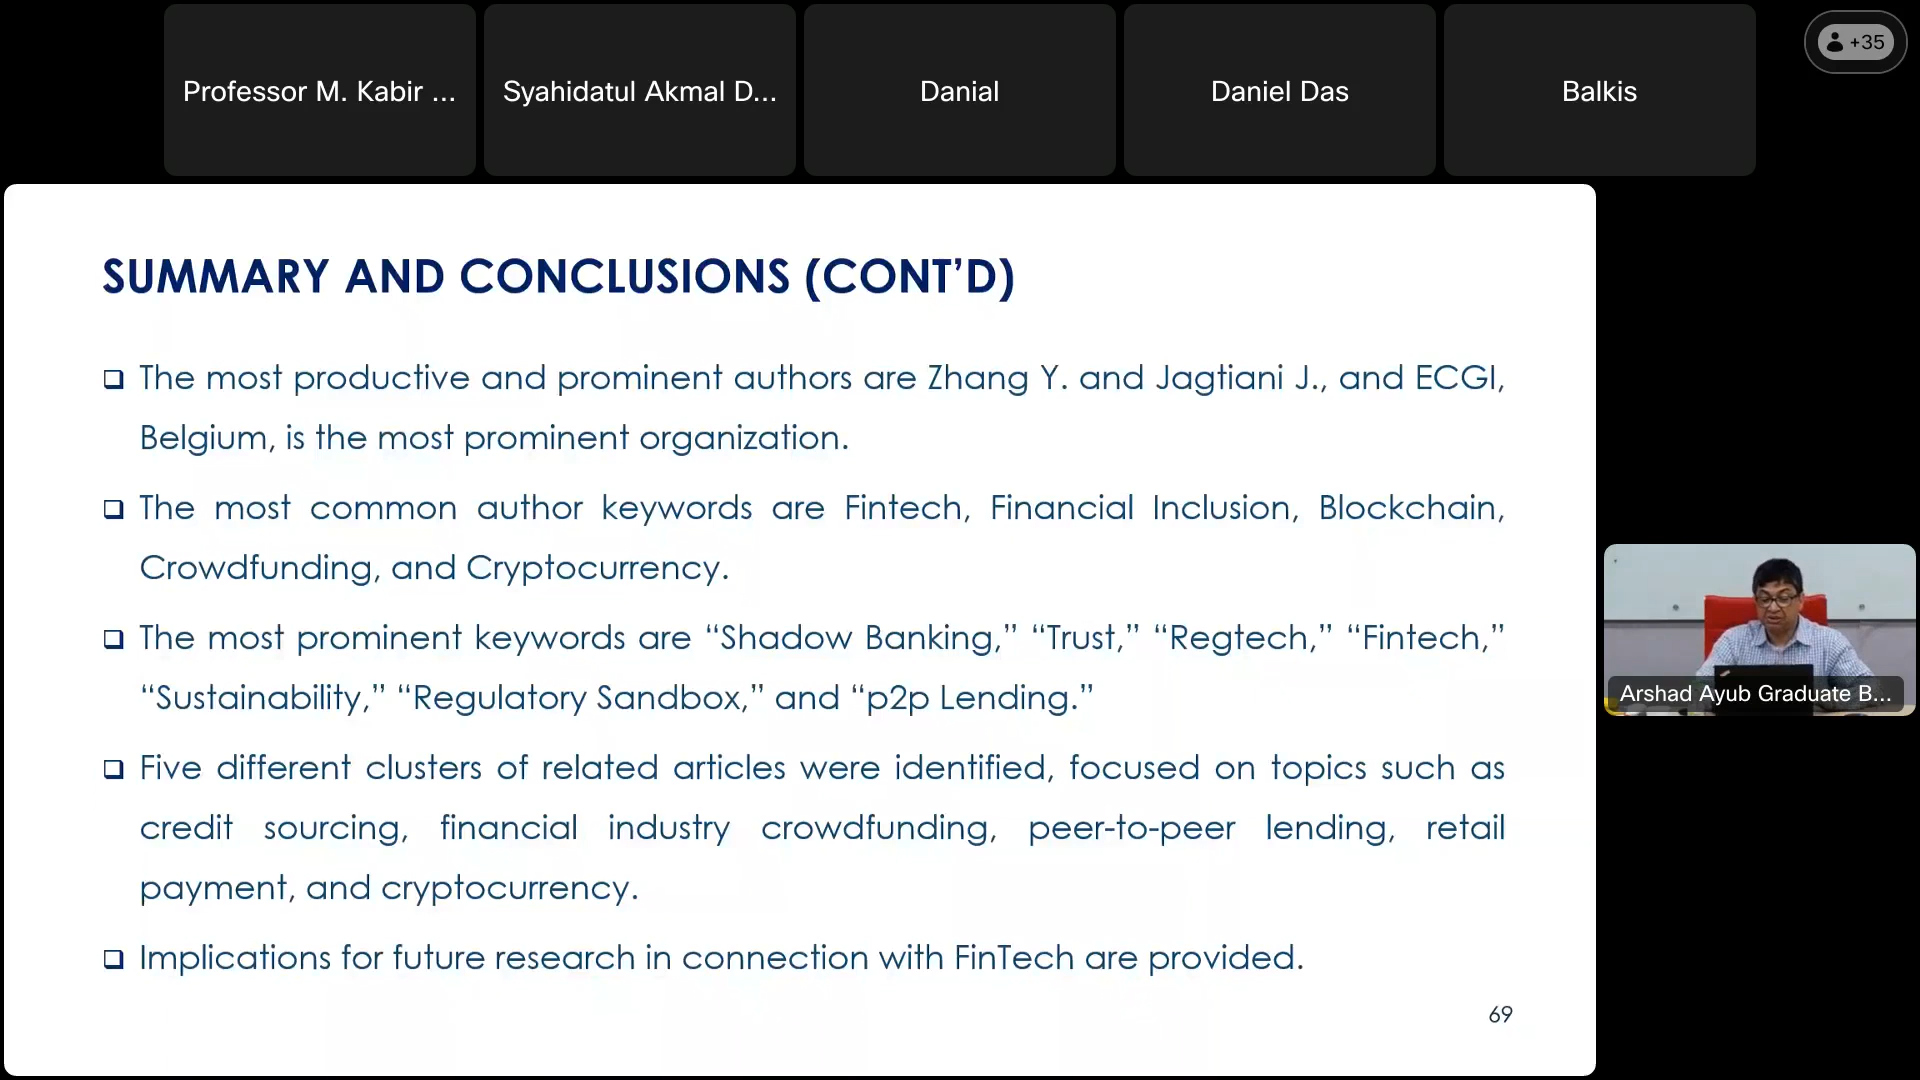 Professor M. Kabir ...
Syahidatul Akmal D...
Danial
Daniel Das
Balkis
+35
SUMMARY AND CONCLUSIONS (CONT’D)
❑ The most productive and prominent authors are Zhang Y. and Jagtiani J., and ECGI,
Belgium, is the most prominent organization.
❑ The most common author keywords are Fintech, Financial Inclusion, Blockchain,
Crowdfunding, and Cryptocurrency.
❑ The most prominent keywords are “Shadow Banking,” “Trust,” “Regtech,” “Fintech,”
“Sustainability,” “Regulatory Sandbox,” and “p2p Lending.”
❑ Five different clusters of related articles were identified, focused on topics such as
credit sourcing, financial industry crowdfunding, peer-to-peer lending, retail
payment, and cryptocurrency.
❑ Implications for future research in connection with FinTech are provided.
69
Arshad Ayub Graduate B...